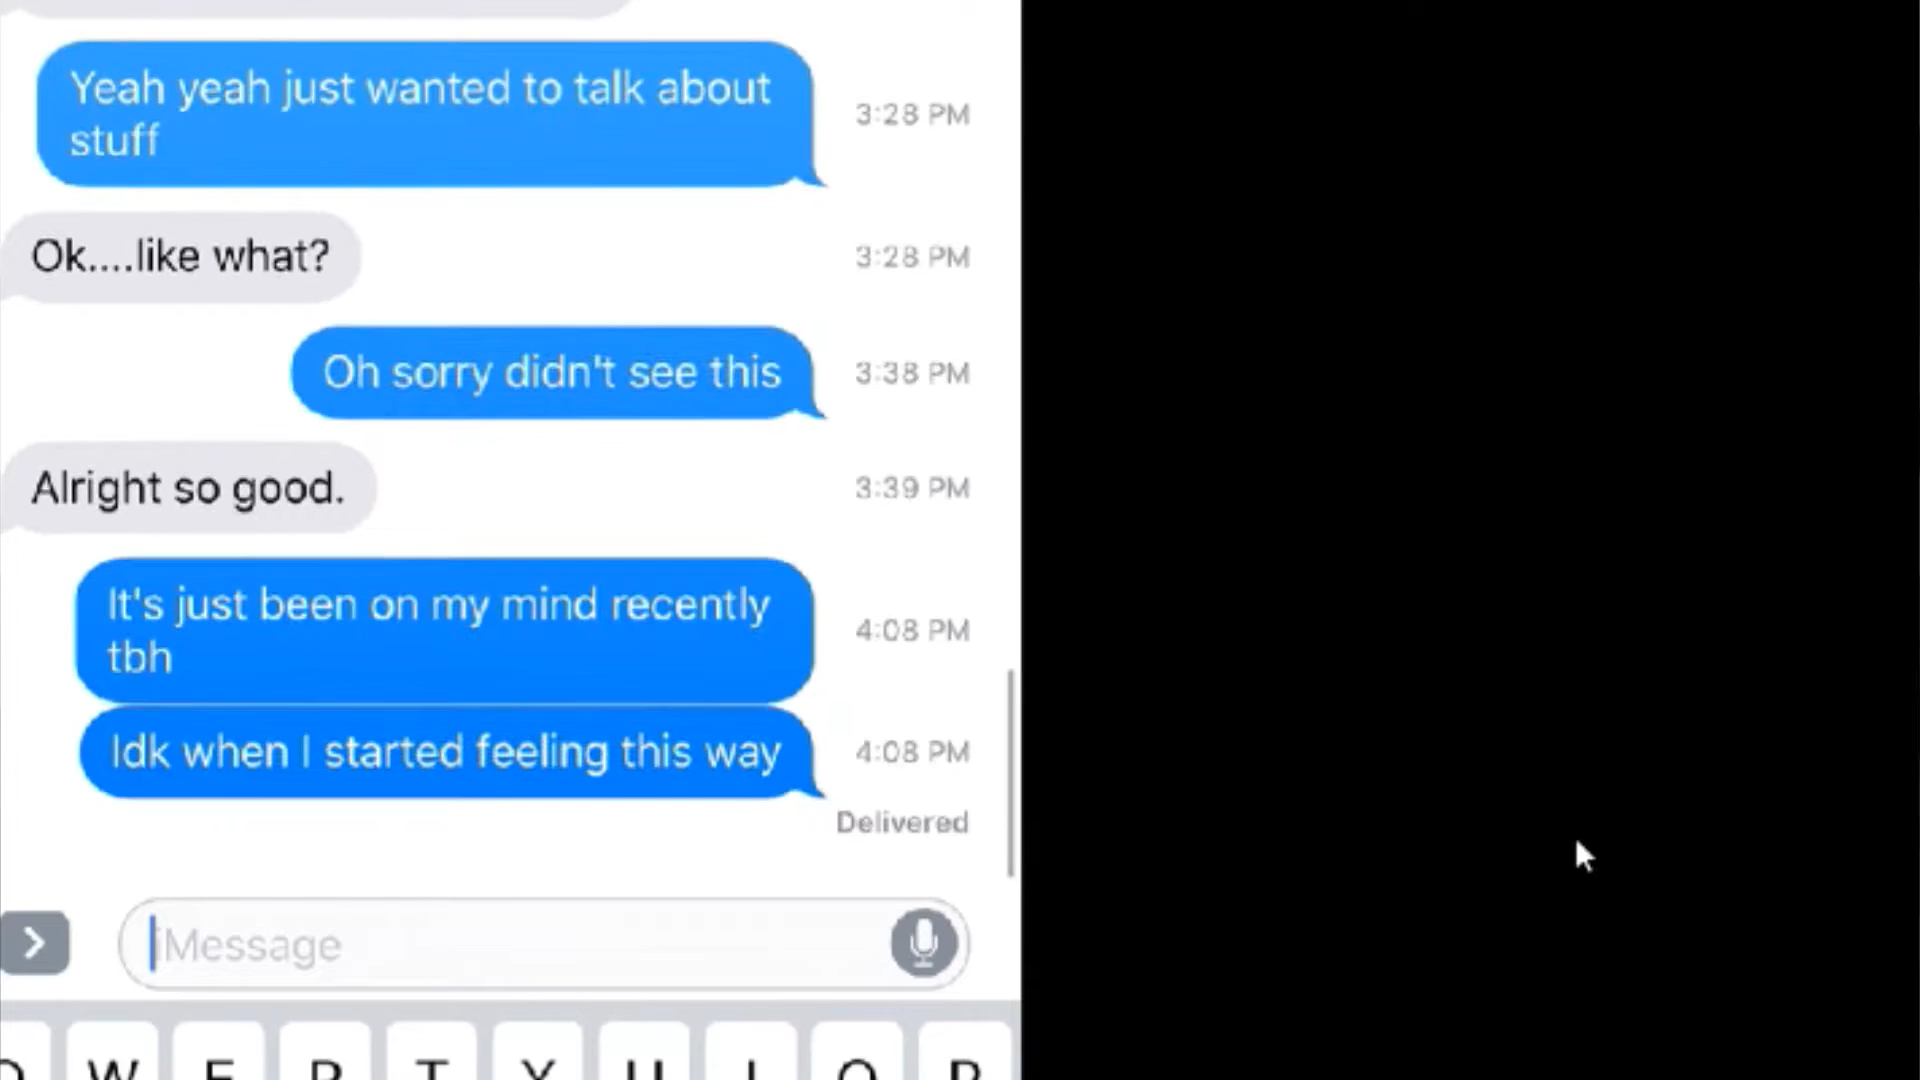 Yeah yeah just wanted to talk about
stuff
3:28 PM
Ok....like what?
3:28 PM
Oh sorry didn't see this
3:38 PM
Alright so good.
3:39 PM
It's just been on my mind recently
tbh
4:08 PM
Idk when I started feeling this way
4:08 PM
Delivered
iMessage
Q W E R T Y U I O P